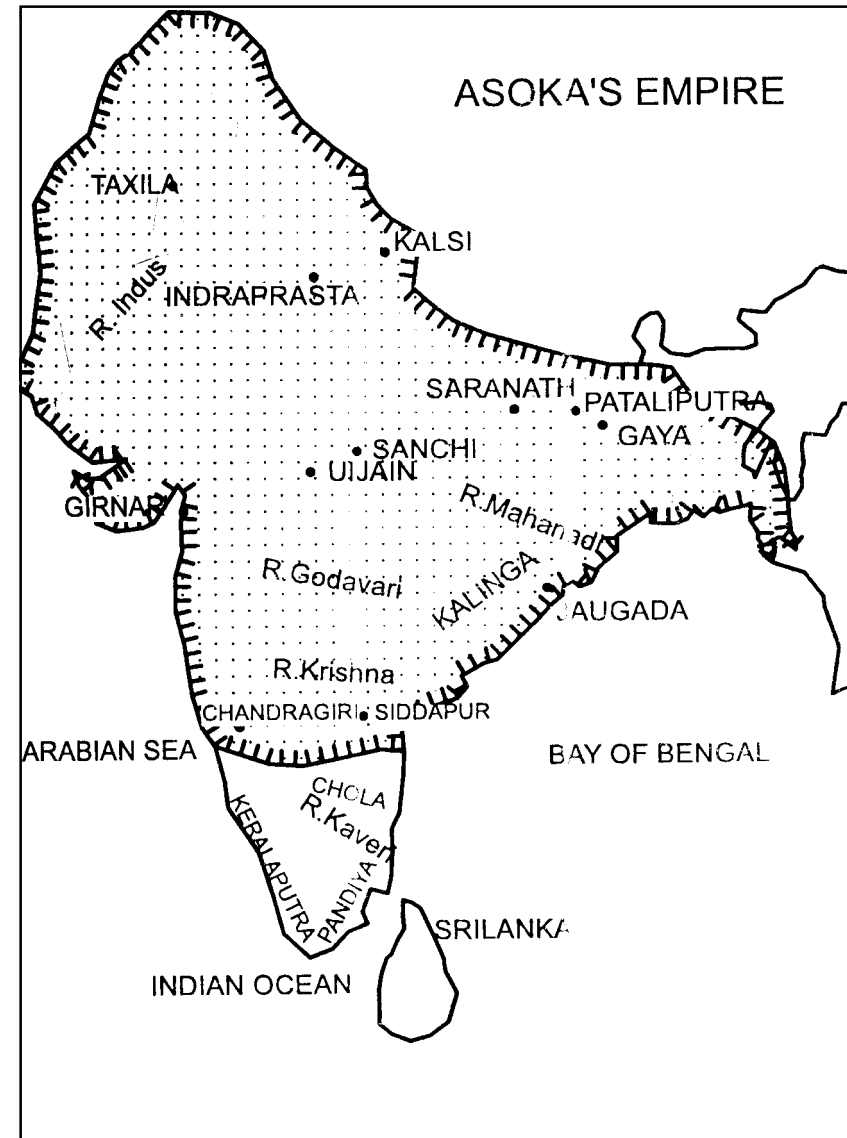 ASOKA'S EMPIRE
TAXILA
KALSI
R. Indus
INDRAPRASTA
SARANATH
PATALIPUTRA
GAYA
SANCHI
UIJAIN
GIRNAR
R.Mahanadi
R.Godavari
KALINGA
JAUGADA
R.Krishna
CHANDRAGIRI
SIDDAPUR
ARABIAN SEA
BAY OF BENGAL
CHOLA
R.Kaveri
KERALAPUTRA
PANDIYA
SRILANKA
INDIAN OCEAN